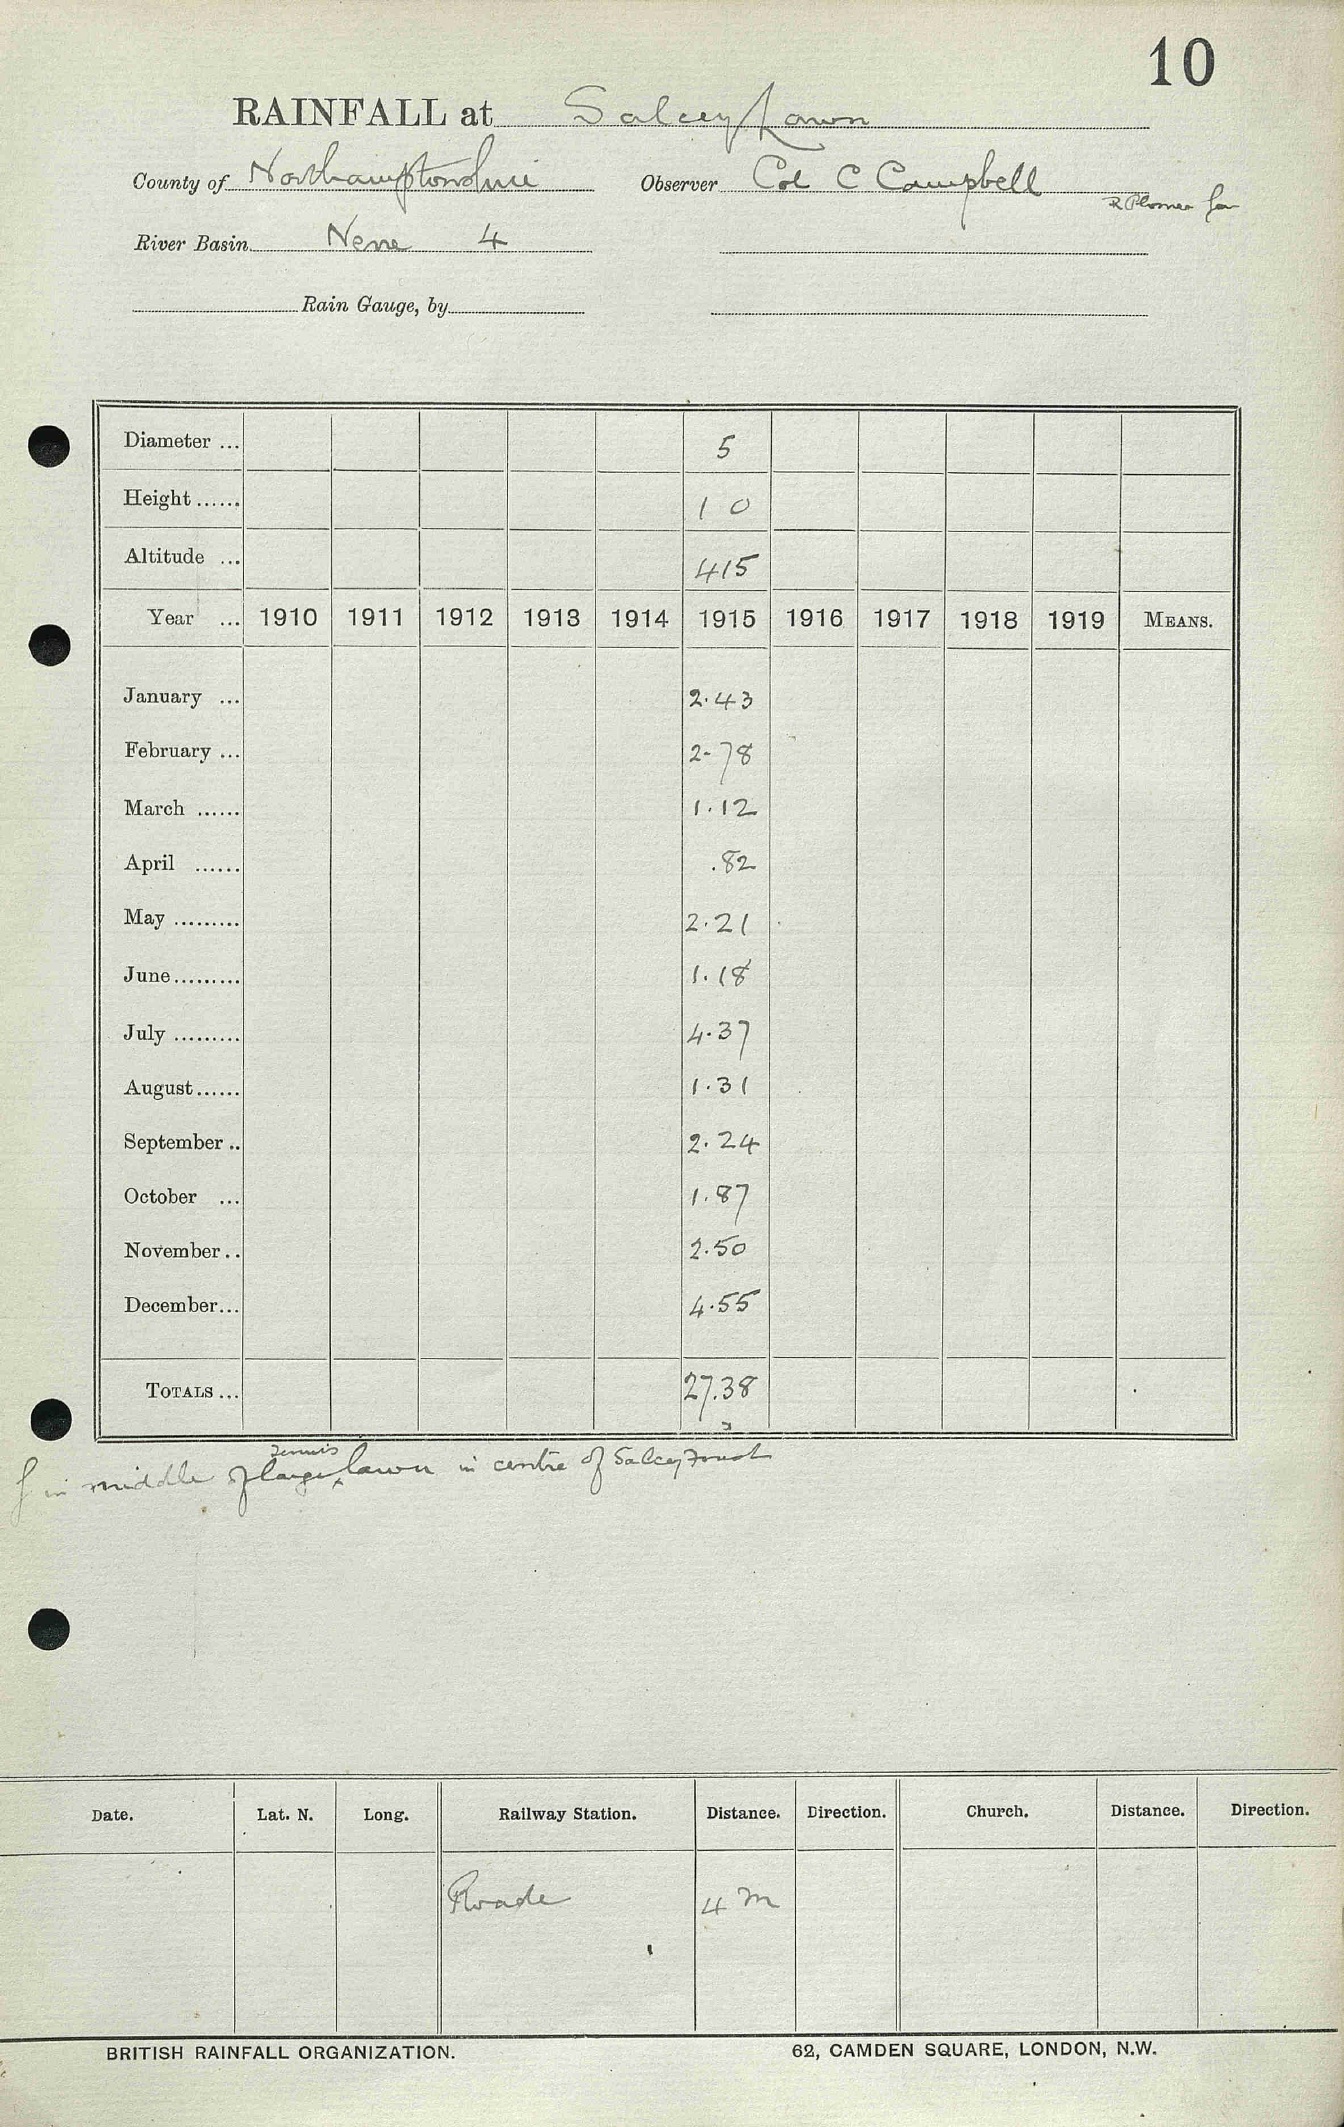 10
RAINFALL at Salcey Lawn
County of Northamptonshire Observer Col C Campbell
R Plomer Gar
River Basin Nene 4
Rain Gauge, by
Diameter ... 5
Height ...... 1 0
Altitude ... 415
Year ... 1910 1911 1912 1913 1914 1915 1916 1917 1918 1919 MEANS.
January ... 2.43
February ... 2.78
March ...... 1.12
April ...... .82
May ......... 2.21
June ......... 1.18
July ......... 4.37
August ...... 1.31
September .. 2.24
October ... 1.87
November .. 2.50
December ... 4.55
TOTALS ... 27.38
tennis
in middle of large lawn in centre of Salcey Forest
Date. Lat. N. Long. Railway Station. Distance. Direction. Church. Distance. Direction.
Roade 4 m
BRITISH RAINFALL ORGANIZATION. 62, CAMDEN SQUARE, LONDON, N.W.